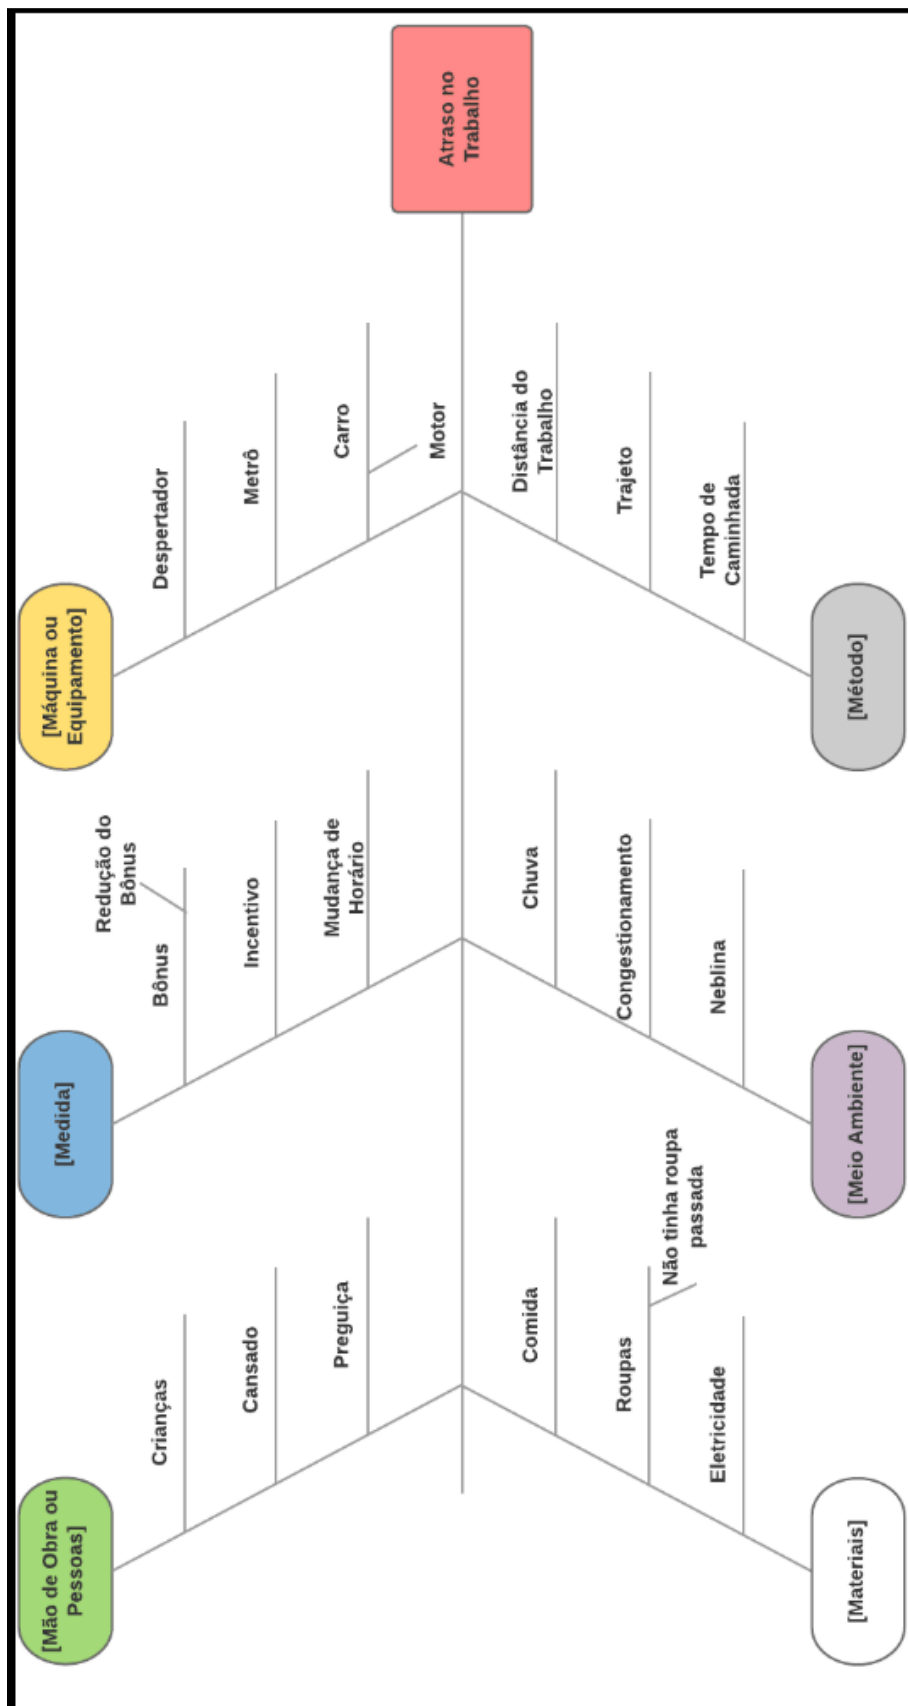 [Mão de Obra ou
Pessoas]
[Medida]
[Máquina ou
Equipamento]
Crianças
Cansado
Preguiça
Redução do
Bônus
Bônus
Incentivo
Mudança de
Horário
Despertador
Metrô
Carro
Motor
Atraso no
Trabalho
Comida
Roupas
Não tinha roupa
passada
Eletricidade
Chuva
Congestionamento
Neblina
Distância do
Trabalho
Trajeto
Tempo de
Caminhada
[Materiais]
[Meio Ambiente]
[Método]